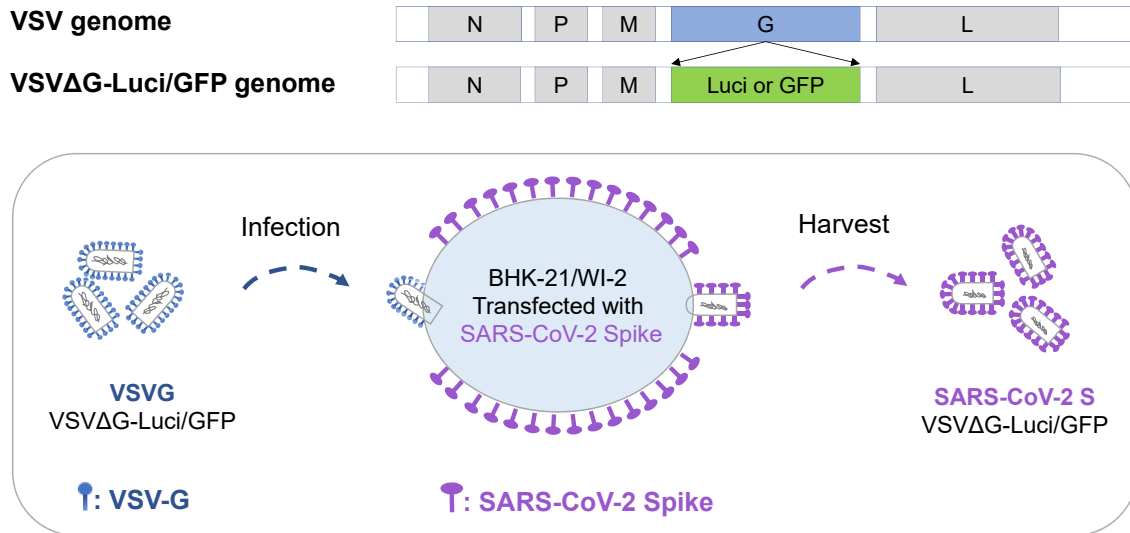 VSV genome
N P M G L
VSVΔG-Luci/GFP genome
N P M Luci or GFP L
Infection
Harvest
BHK-21/WI-2
Transfected with
SARS-CoV-2 Spike
VSVG
VSVΔG-Luci/GFP
SARS-CoV-2 S
VSVΔG-Luci/GFP
: VSV-G
: SARS-CoV-2 Spike